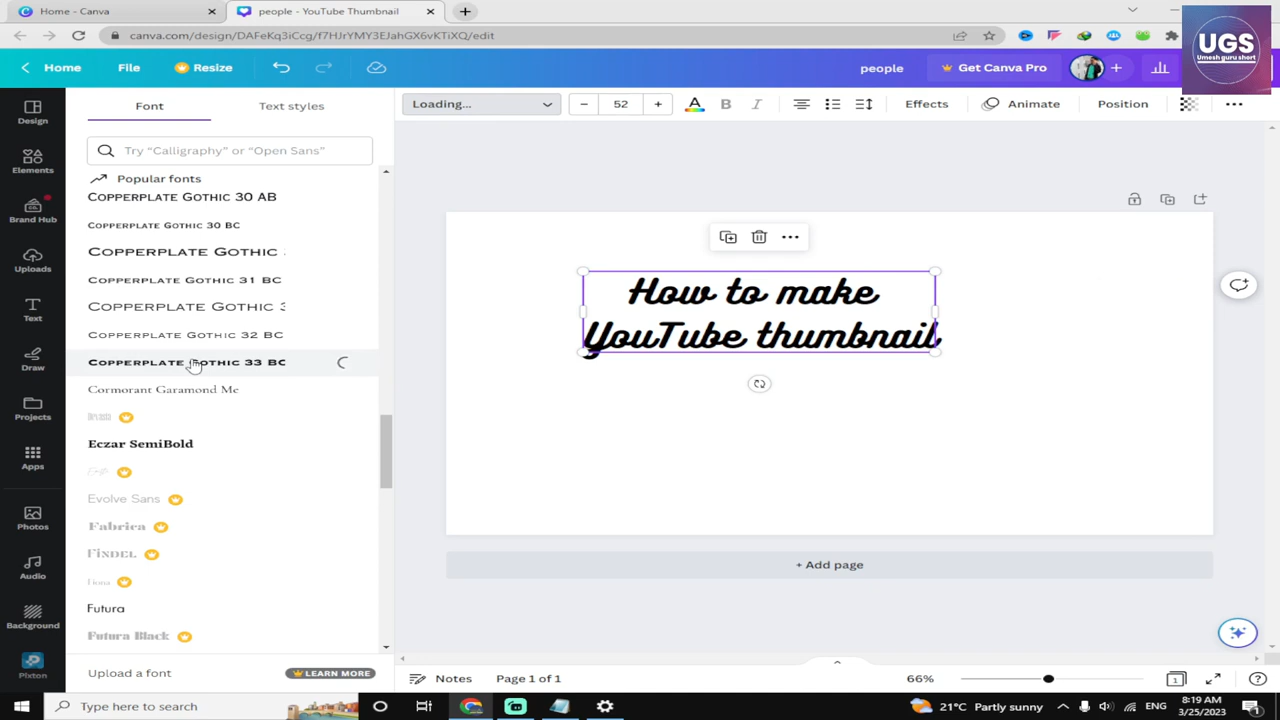 Home - Canva
people - YouTube Thumbnail
canva.com/design/DAFeKq3iCcg/f7HJrYMY3EJahGX6vKTiXQ/edit
UGS
Umesh guru short
Home
File
Resize
people
Get Canva Pro
Design
Elements
Brand Hub
Uploads
Text
Draw
Projects
Apps
Photos
Audio
Background
Pixton
Font
Text styles
Try “Calligraphy” or “Open Sans”
Popular fonts
COPPERPLATE GOTHIC 30 AB
COPPERPLATE GOTHIC 30 BC
COPPERPLATE GOTHIC
COPPERPLATE GOTHIC 31 BC
COPPERPLATE GOTHIC 3
COPPERPLATE GOTHIC 32 BC
COPPERPLATE GOTHIC 33 BC
Cormorant Garamond Me
Eczar SemiBold
Evolve Sans
Fabrica
FINDEL
Futura
Futura Black
Upload a font
LEARN MORE
Loading...
52
A
B
I
Effects
Animate
Position
How to make
YouTube thumbnail
+ Add page
Notes
Page 1 of 1
66%
1
Type here to search
21°C Partly sunny
ENG
8:19 AM
3/25/2023
1